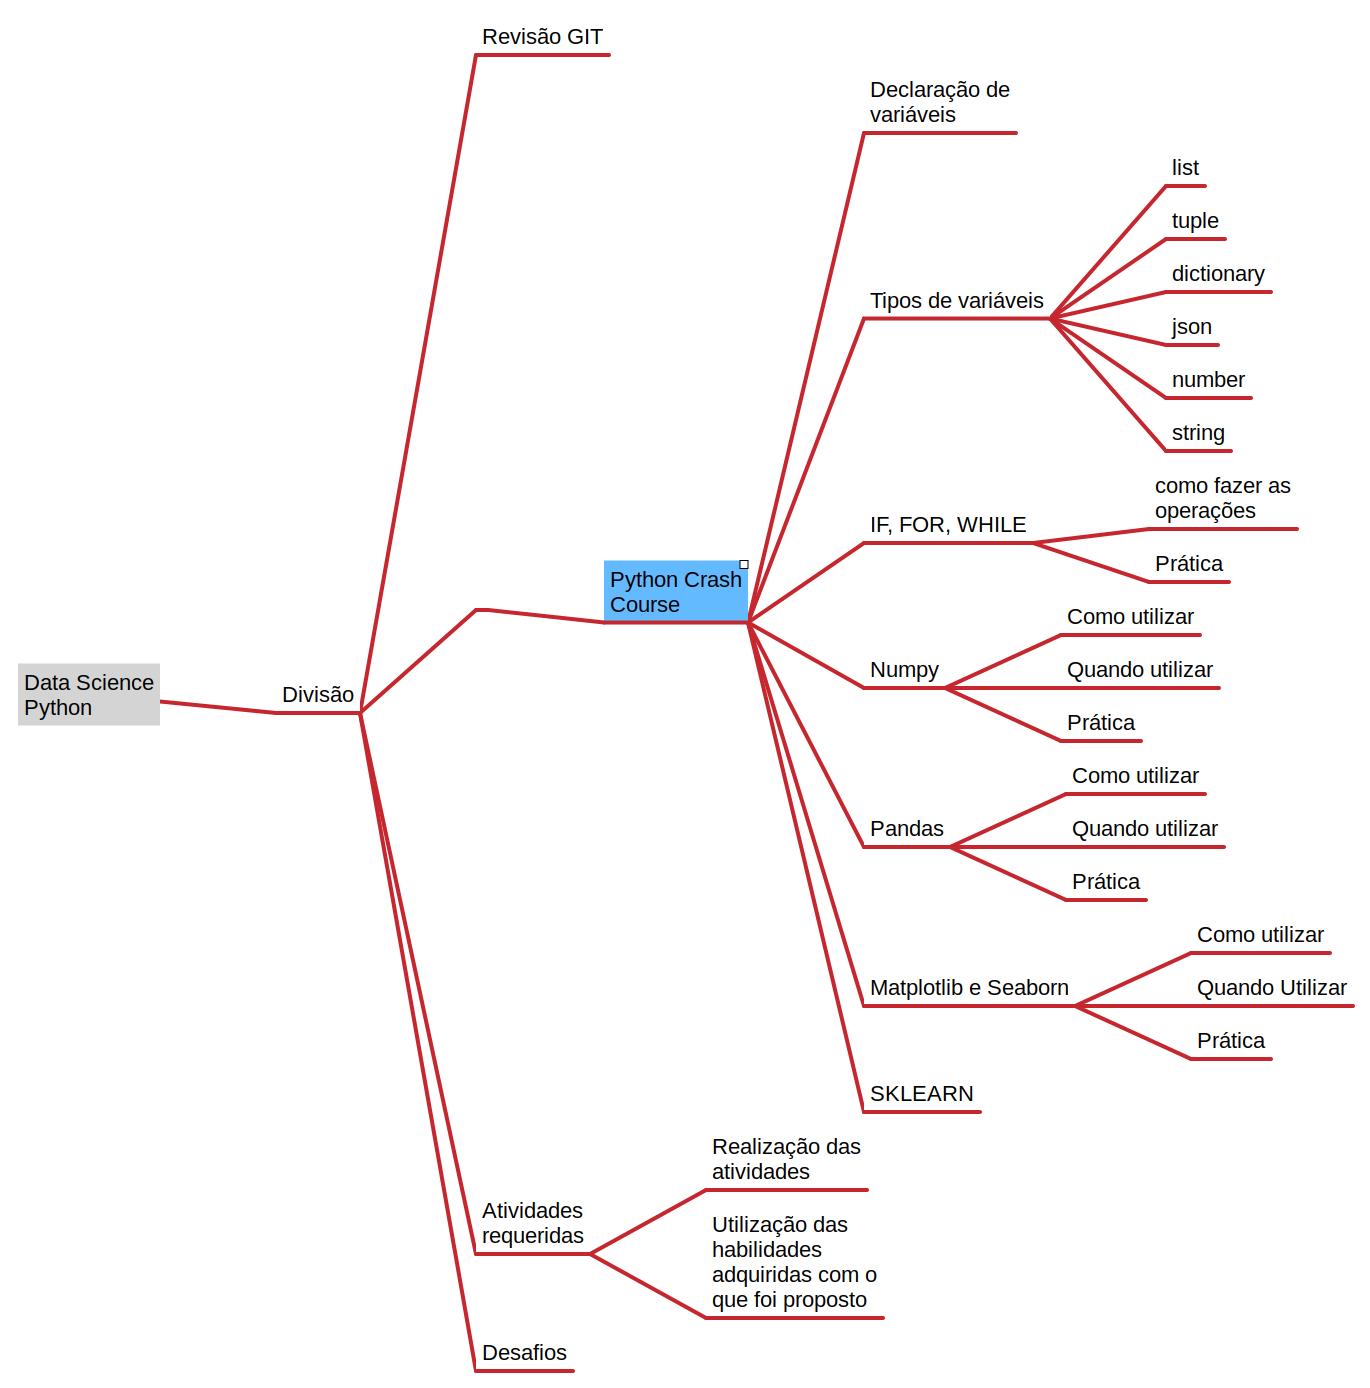 Data Science
Python
Divisão
Revisão GIT
Python Crash
Course
Declaração de
variáveis
Tipos de variáveis
list
tuple
dictionary
json
number
string
IF, FOR, WHILE
como fazer as
operações
Prática
Numpy
Como utilizar
Quando utilizar
Prática
Pandas
Como utilizar
Quando utilizar
Prática
Matplotlib e Seaborn
Como utilizar
Quando Utilizar
Prática
SKLEARN
Atividades
requeridas
Realização das
atividades
Utilização das
habilidades
adquiridas com o
que foi proposto
Desafios